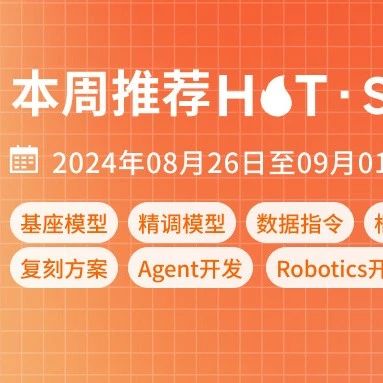 本周推荐HOT · S
2024年08月26日至09月01
基座模型 精调模型 数据指令
复刻方案 Agent开发 Robotics开